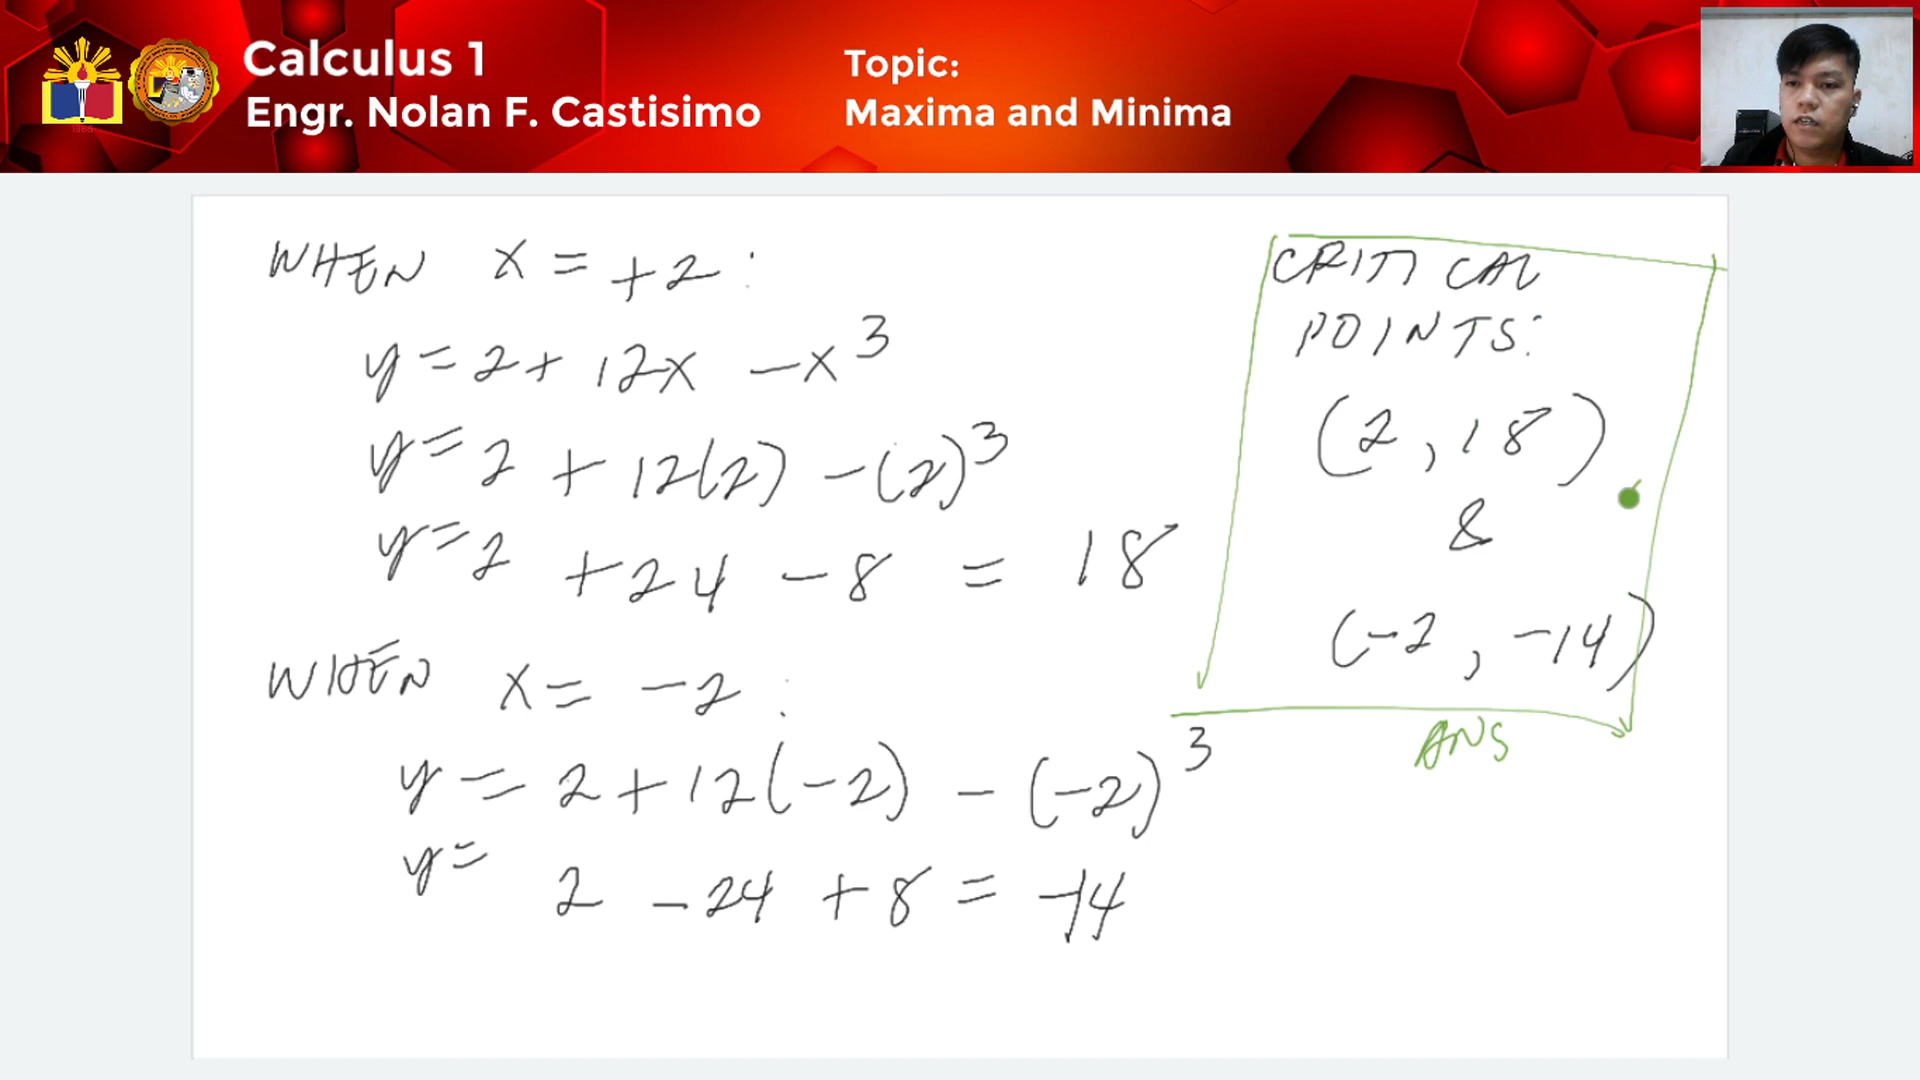 Calculus 1
Engr. Nolan F. Castisimo
Topic:
Maxima and Minima
WHEN x = +2 :
y = 2 + 12x - x³
y = 2 + 12(2) - (2)³
y = 2 + 24 - 8 = 18
WHEN x = -2 :
y = 2 + 12(-2) - (-2)³
y = 2 - 24 + 8 = -14
CRITICAL
POINTS:
(2, 18)
&
(-2, -14)
ANS